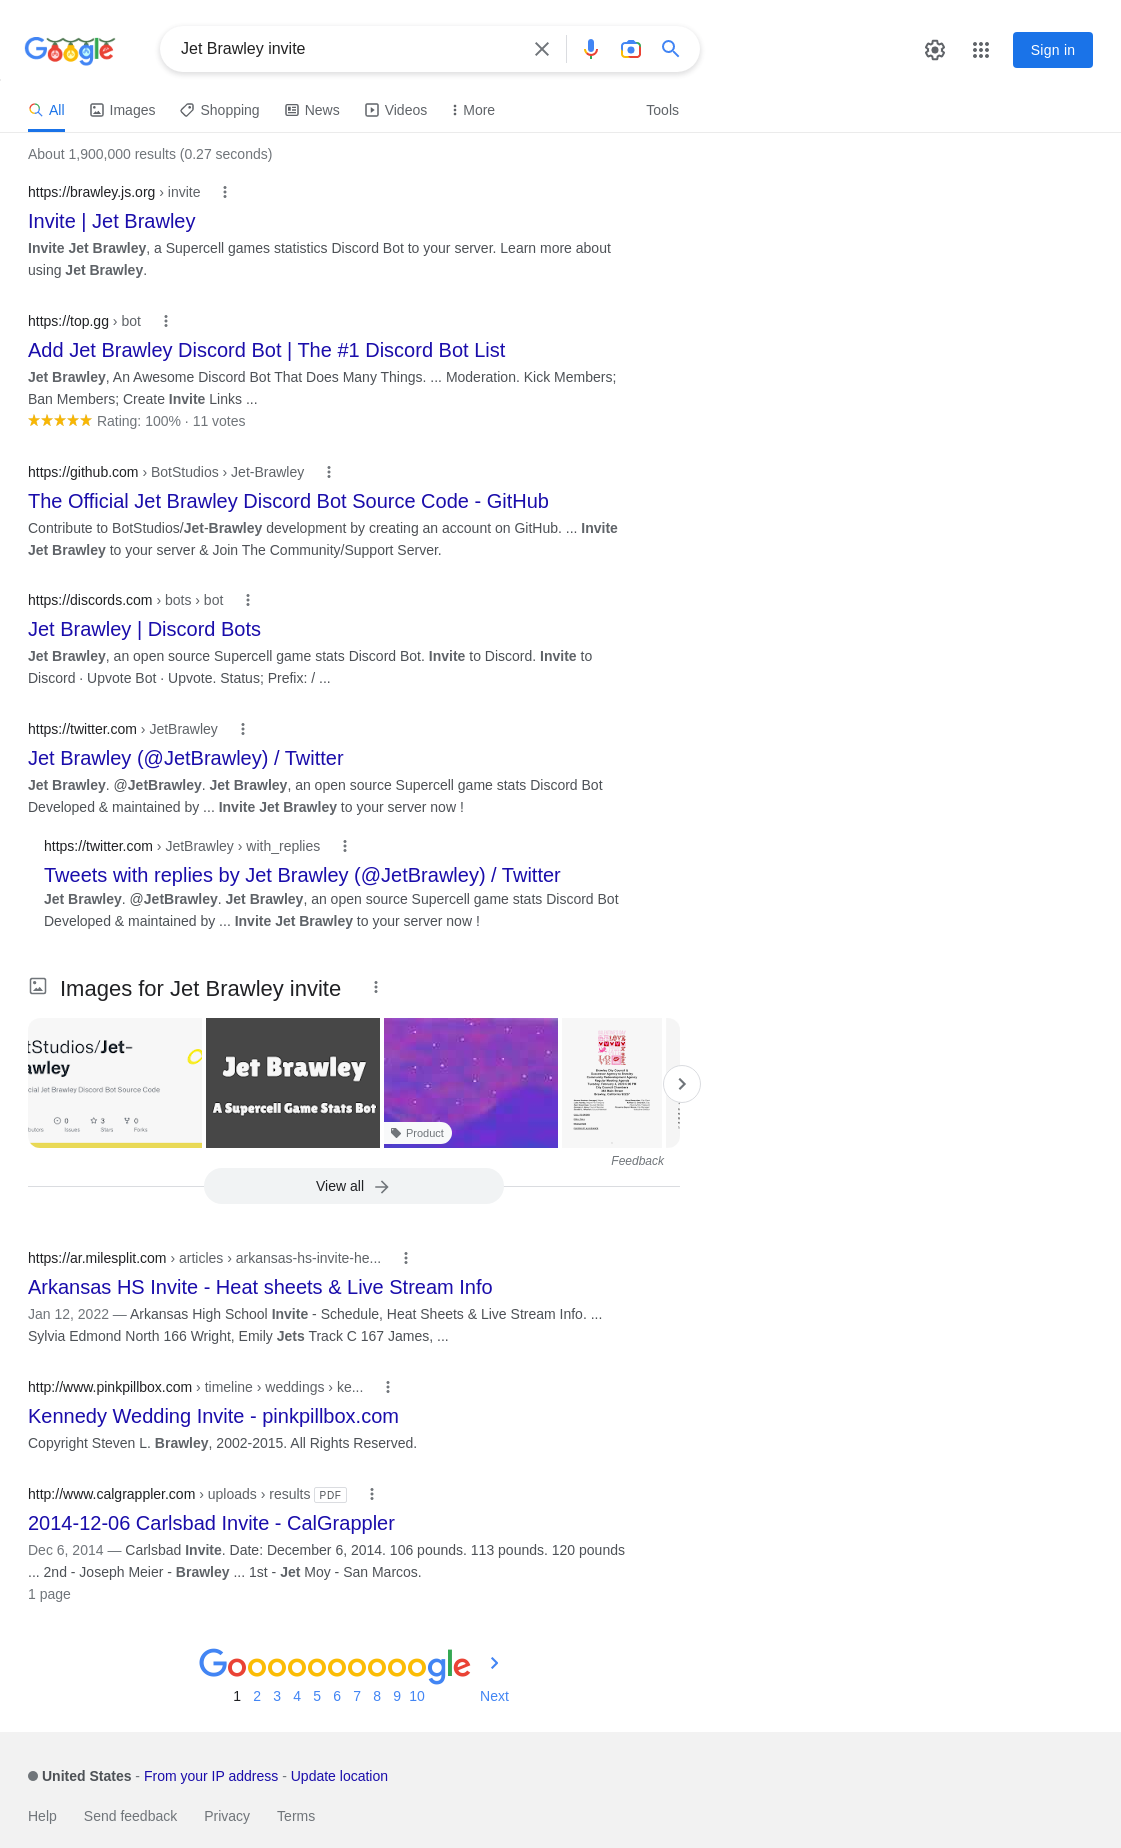 Google
Jet Brawley invite
Sign in
All
Images
Shopping
News
Videos
More
Tools
About 1,900,000 results (0.27 seconds)
https://brawley.js.org › invite
Invite | Jet Brawley
Invite Jet Brawley, a Supercell games statistics Discord Bot to your server. Learn more about
using Jet Brawley.
https://top.gg › bot
Add Jet Brawley Discord Bot | The #1 Discord Bot List
Jet Brawley, An Awesome Discord Bot That Does Many Things. ... Moderation. Kick Members;
Ban Members; Create Invite Links ...
Rating: 100% · 11 votes
https://github.com › BotStudios › Jet-Brawley
The Official Jet Brawley Discord Bot Source Code - GitHub
Contribute to BotStudios/Jet-Brawley development by creating an account on GitHub. ... Invite
Jet Brawley to your server & Join The Community/Support Server.
https://discords.com › bots › bot
Jet Brawley | Discord Bots
Jet Brawley, an open source Supercell game stats Discord Bot. Invite to Discord. Invite to
Discord · Upvote Bot · Upvote. Status; Prefix: / ...
https://twitter.com › JetBrawley
Jet Brawley (@JetBrawley) / Twitter
Jet Brawley. @JetBrawley. Jet Brawley, an open source Supercell game stats Discord Bot
Developed & maintained by ... Invite Jet Brawley to your server now !
https://twitter.com › JetBrawley › with_replies
Tweets with replies by Jet Brawley (@JetBrawley) / Twitter
Jet Brawley. @JetBrawley. Jet Brawley, an open source Supercell game stats Discord Bot
Developed & maintained by ... Invite Jet Brawley to your server now !
Images for Jet Brawley invite
tStudios/Jet-
awley
cial Jet Brawley Discord Bot Source Code
0
3
0
Issues
Stars
Forks
Jet Brawley
A Supercell Game Stats Bot
Product
Feedback
View all
https://ar.milesplit.com › articles › arkansas-hs-invite-he...
Arkansas HS Invite - Heat sheets & Live Stream Info
Jan 12, 2022 — Arkansas High School Invite - Schedule, Heat Sheets & Live Stream Info. ...
Sylvia Edmond North 166 Wright, Emily Jets Track C 167 James, ...
http://www.pinkpillbox.com › timeline › weddings › ke...
Kennedy Wedding Invite - pinkpillbox.com
Copyright Steven L. Brawley, 2002-2015. All Rights Reserved.
http://www.calgrappler.com › uploads › results PDF
2014-12-06 Carlsbad Invite - CalGrappler
Dec 6, 2014 — Carlsbad Invite. Date: December 6, 2014. 106 pounds. 113 pounds. 120 pounds
... 2nd - Joseph Meier - Brawley ... 1st - Jet Moy - San Marcos.
1 page
Goooooooooogle
1 2 3 4 5 6 7 8 9 10 Next
United States - From your IP address - Update location
Help
Send feedback
Privacy
Terms